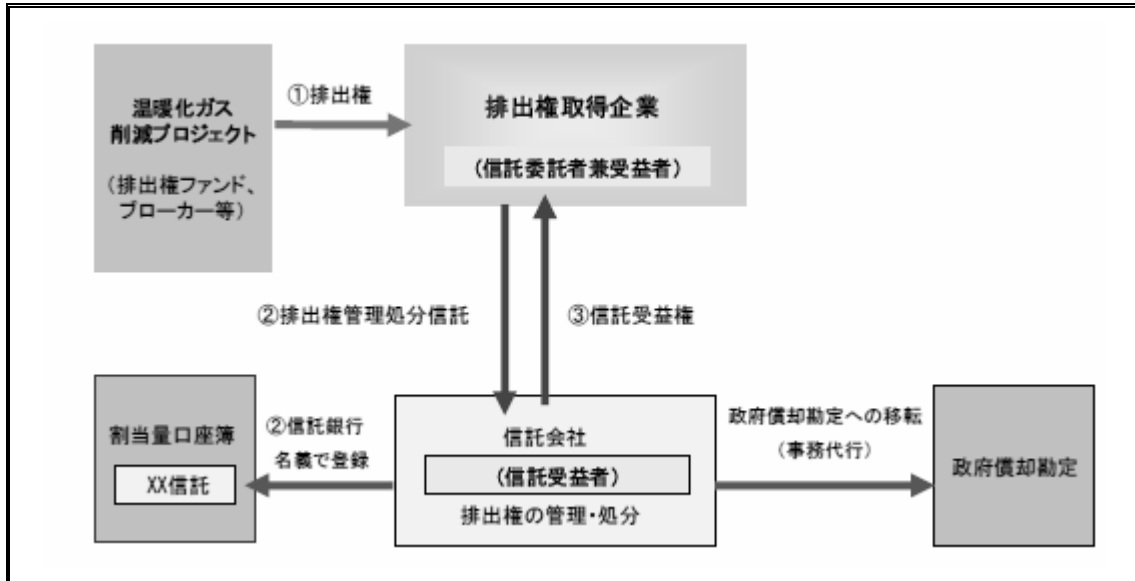 温暖化ガス
削減プロジェクト
(排出権ファンド、
ブローカー等)
①排出権
排出権取得企業
(信託委託者兼受益者)
②排出権管理処分信託
③信託受益権
割当量口座簿
XX信託
②信託銀行
名義で登録
信託会社
(信託受益者)
排出権の管理・処分
政府償却勘定への移転
(事務代行)
政府償却勘定